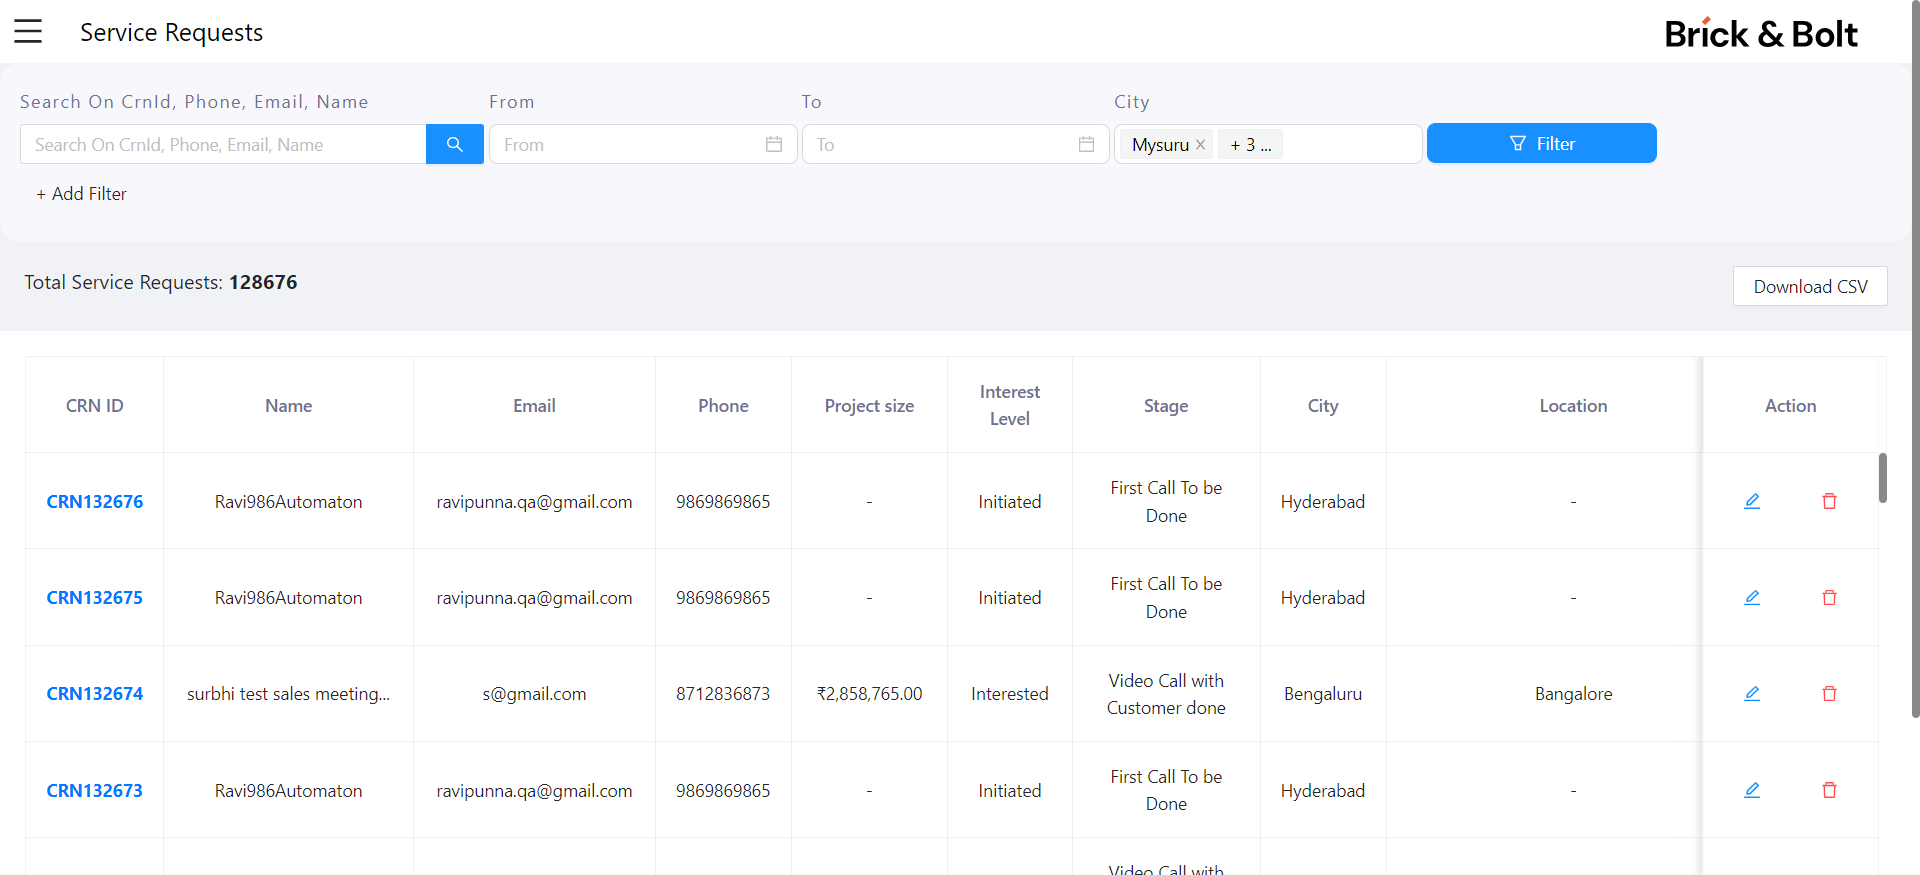 Service Requests
Brick & Bolt
Search On CrnId, Phone, Email, Name
From
To
City
Search On CrnId, Phone, Email, Name
From
To
Mysuru
+ 3 ...
Filter
+ Add Filter
Total Service Requests: 128676
Download CSV
CRN ID
Name
Email
Phone
Project size
Interest
Level
Stage
City
Location
Action
CRN132676
Ravi986Automaton
ravipunna.qa@gmail.com
9869869865
-
Initiated
First Call To be
Done
Hyderabad
-
CRN132675
Ravi986Automaton
ravipunna.qa@gmail.com
9869869865
-
Initiated
First Call To be
Done
Hyderabad
-
CRN132674
surbhi test sales meeting...
s@gmail.com
8712836873
₹2,858,765.00
Interested
Video Call with
Customer done
Bengaluru
Bangalore
CRN132673
Ravi986Automaton
ravipunna.qa@gmail.com
9869869865
-
Initiated
First Call To be
Done
Hyderabad
-
Video Call with